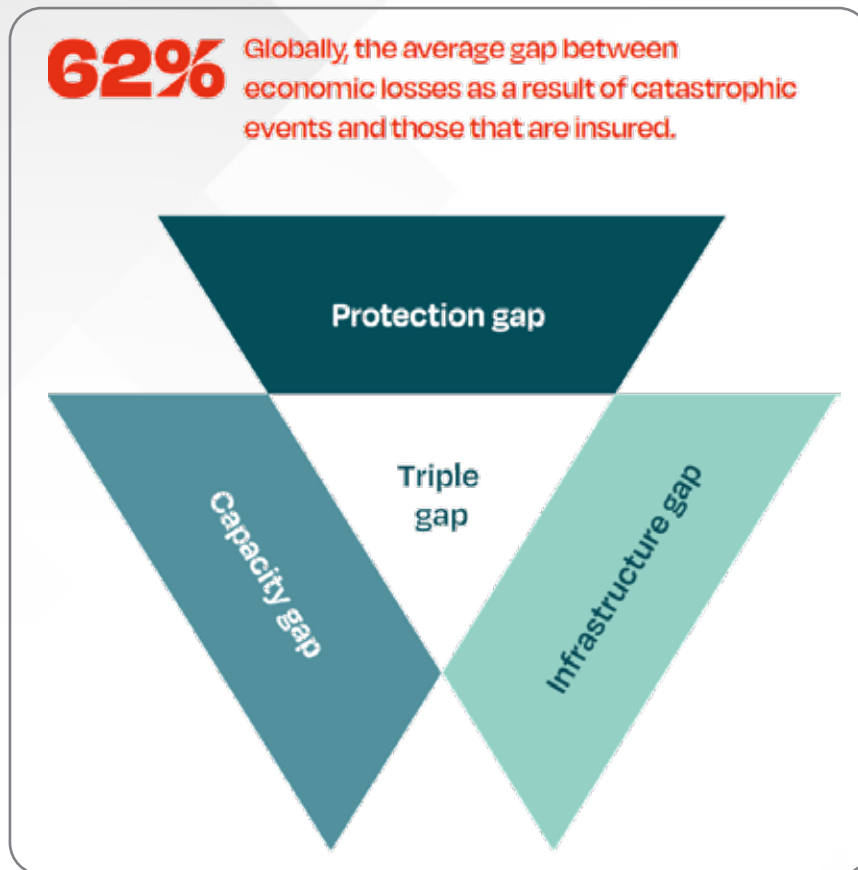 62%
Globally, the average gap between
economic losses as a result of catastrophic
events and those that are insured.
Protection gap
Triple
gap
Capacity gap
Infrastructure gap